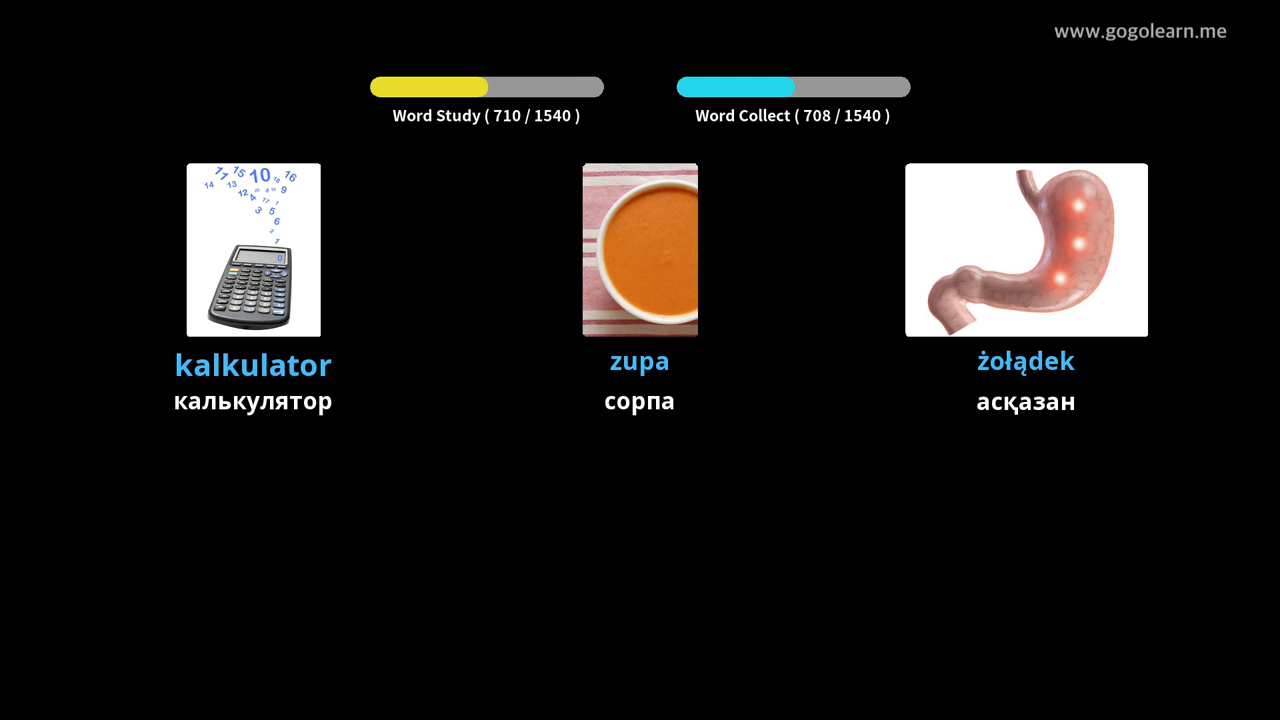 www.gogolearn.me
Word Study ( 710 / 1540 )
Word Collect ( 708 / 1540 )
kalkulator
калькулятор
zupa
сорпа
żołądek
асқазан